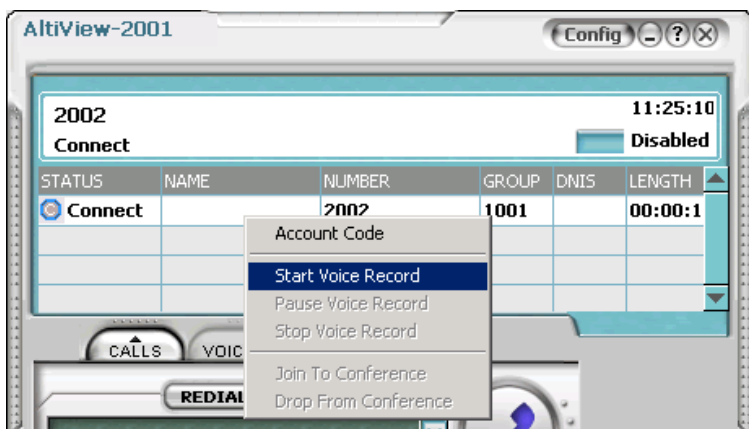 AltiView-2001 Config ?
2002 11:25:10
Connect Disabled
STATUS NAME NUMBER GROUP DNIS LENGTH
Connect 2002 1001 00:00:1
Account Code
Start Voice Record
Pause Voice Record
Stop Voice Record
Join To Conference
Drop From Conference
CALLS VOIC
REDIAL